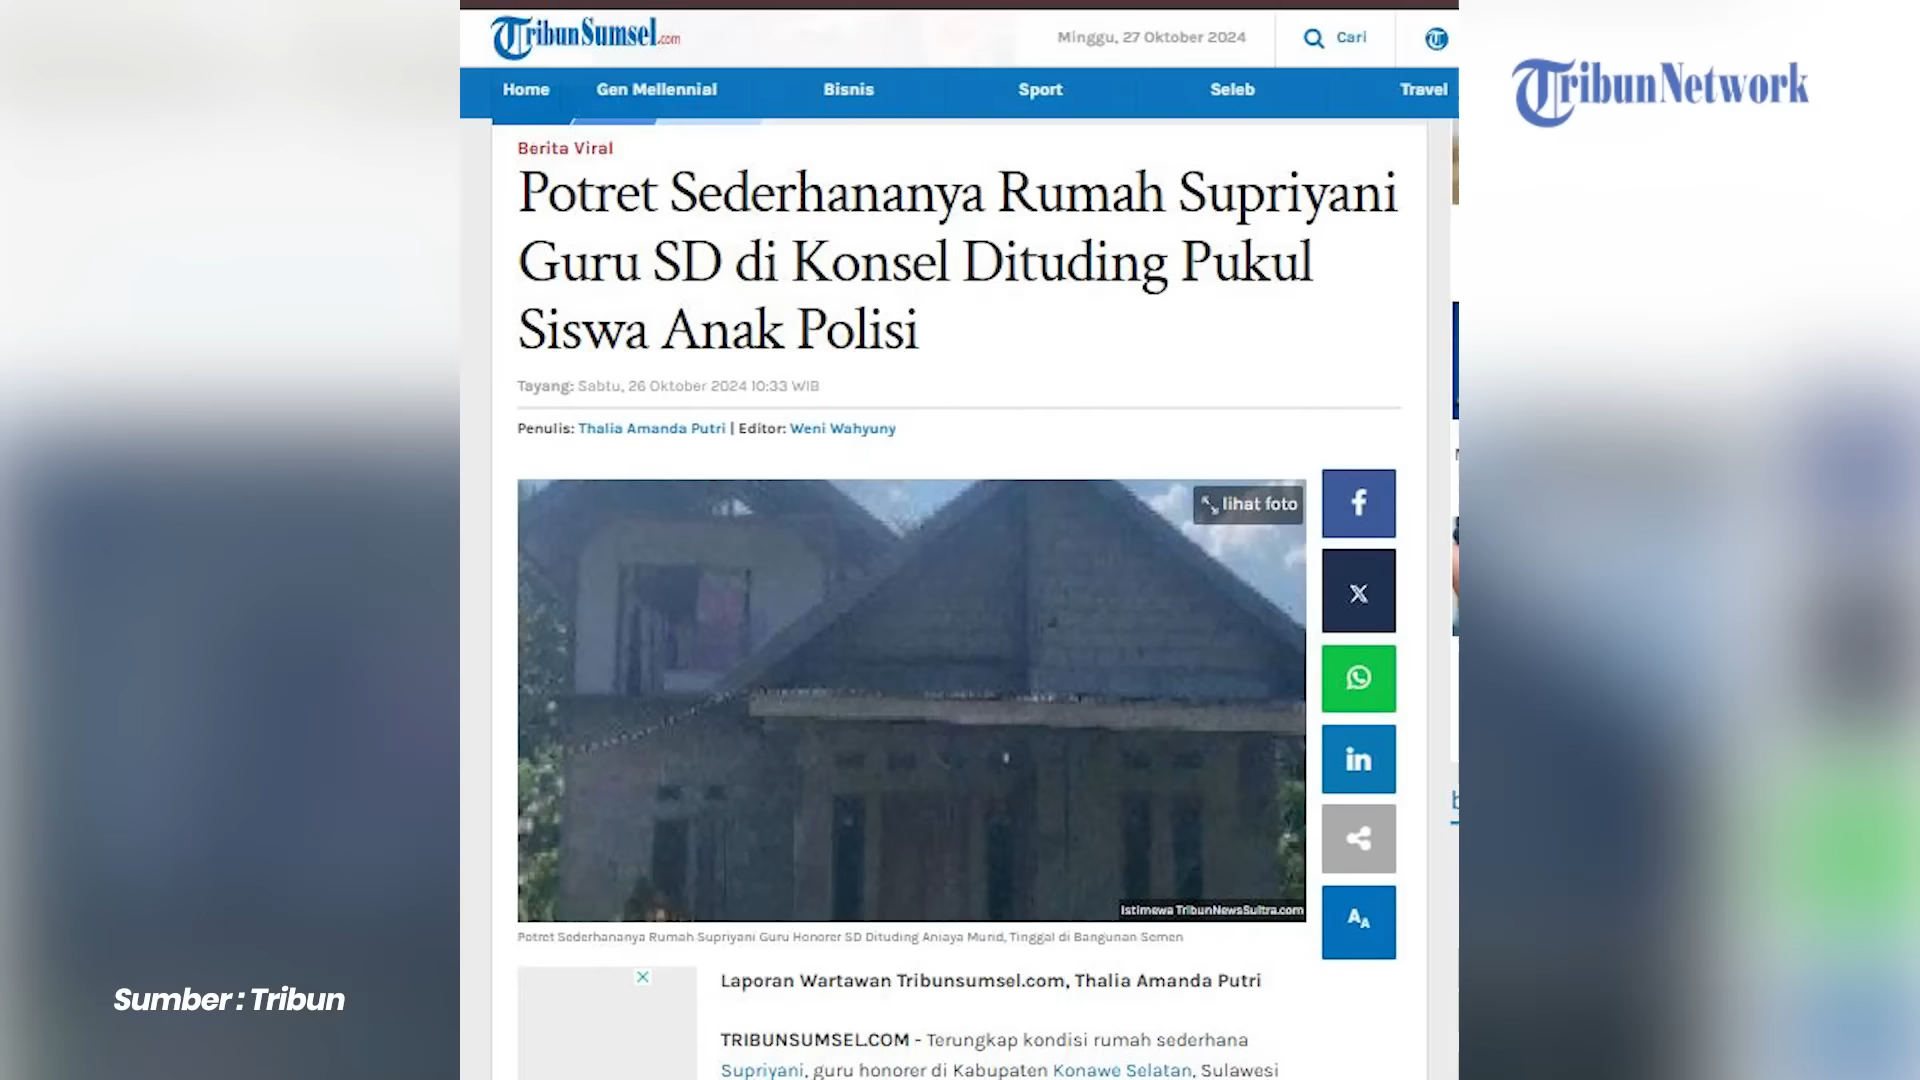 TribunSumsel.com
Minggu, 27 Oktober 2024
Cari
TribunNetwork
Home Gen Mellennial Bisnis Sport Seleb Travel
Berita Viral
Potret Sederhananya Rumah Supriyani
Guru SD di Konsel Dituding Pukul
Siswa Anak Polisi
Tayang: Sabtu, 26 Oktober 2024 10:33 WIB
Penulis: Thalia Amanda Putri | Editor: Weni Wahyuny
lihat foto
Istimewa TribunNewsSultra.com
Potret Sederhananya Rumah Supriyani Guru Honorer SD Dituding Aniaya Murid, Tinggal di Bangunan Semen
Laporan Wartawan Tribunsumsel.com, Thalia Amanda Putri
TRIBUNSUMSEL.COM - Terungkap kondisi rumah sederhana
Supriyani, guru honorer di Kabupaten Konawe Selatan, Sulawesi
Sumber : Tribun